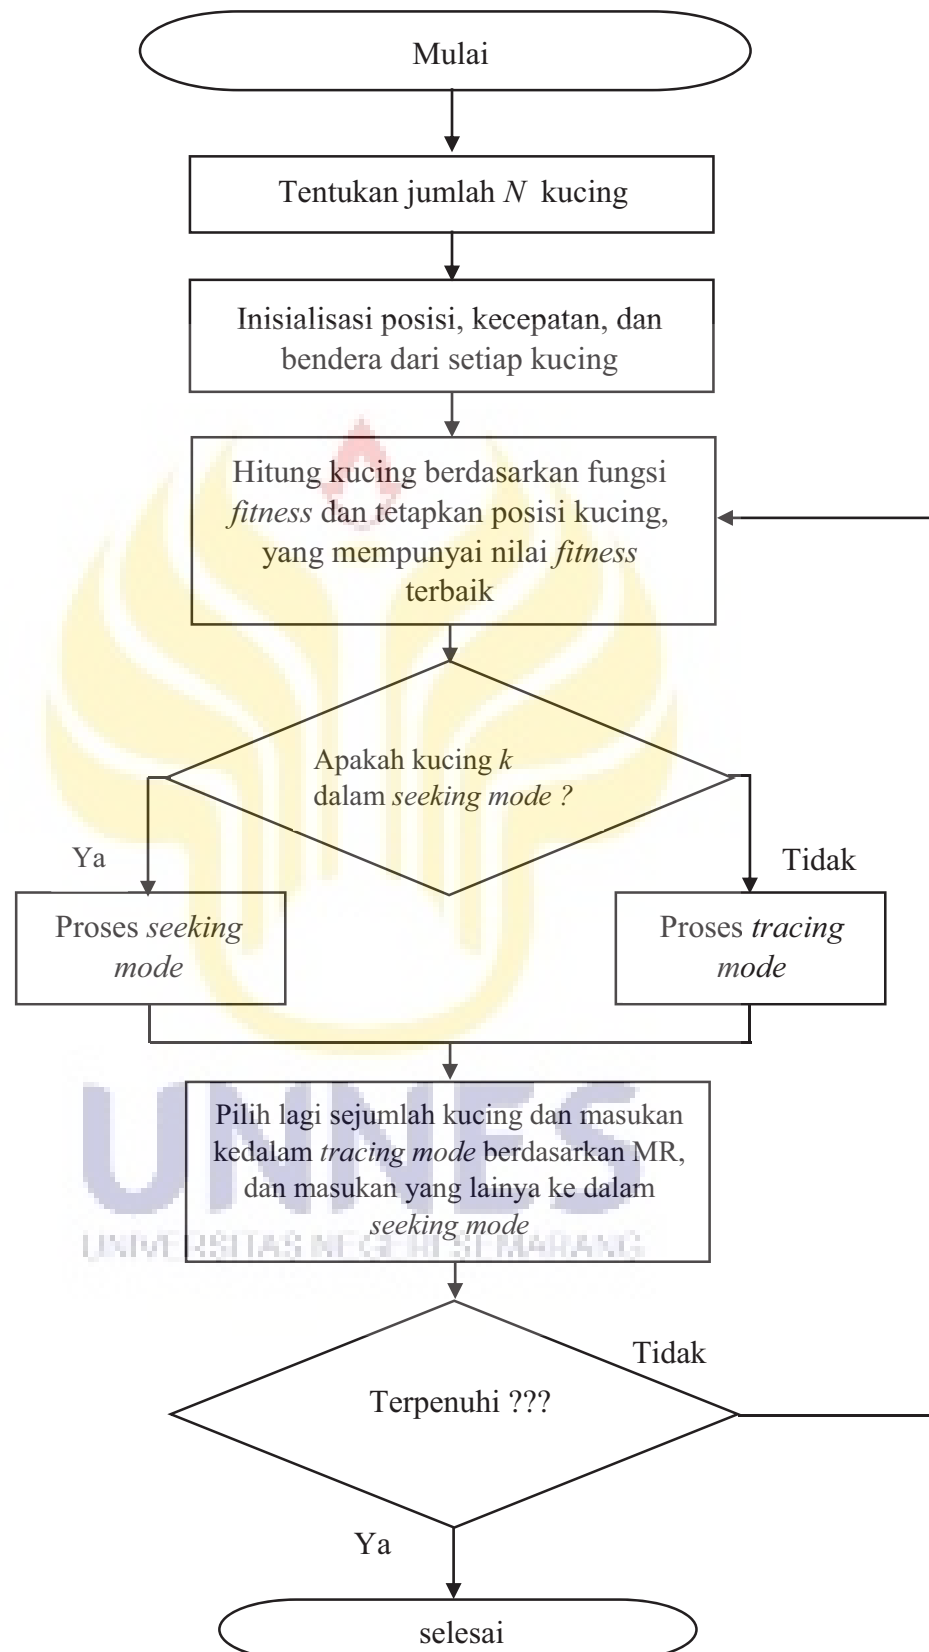 Mulai
Tentukan jumlah N kucing
Inisialisasi posisi, kecepatan, dan
bendera dari setiap kucing
Hitung kucing berdasarkan fungsi
fitness dan tetapkan posisi kucing,
yang mempunyai nilai fitness
terbaik
Apakah kucing k
dalam seeking mode ?
Ya
Tidak
Proses seeking
mode
Proses tracing
mode
Pilih lagi sejumlah kucing dan masukan
kedalam tracing mode berdasarkan MR,
dan masukan yang lainya ke dalam
seeking mode
UNNES
UNIVERSITAS NEGERI SEMARANG
Tidak
Terpenuhi ???
Ya
selesai